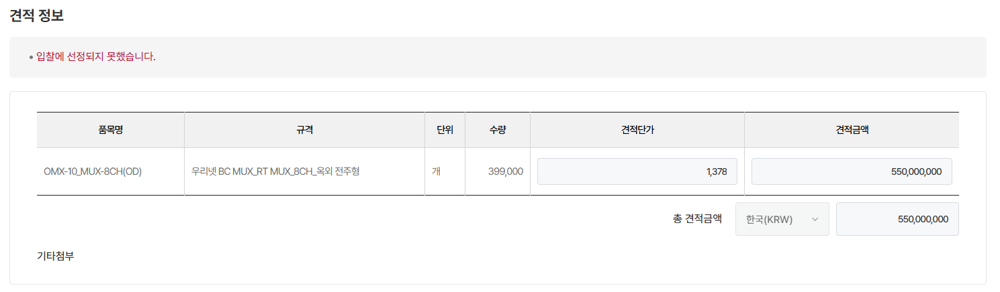 견적 정보
• 입찰에 선정되지 못했습니다.
품목명 규격 단위 수량 견적단가 견적금액
OMX-10_MUX-8CH(OD) 우리넷 BC MUX_RT MUX_8CH_옥외 전주형 개 399,000 1,378 550,000,000
총 견적금액 한국(KRW) 550,000,000
기타첨부